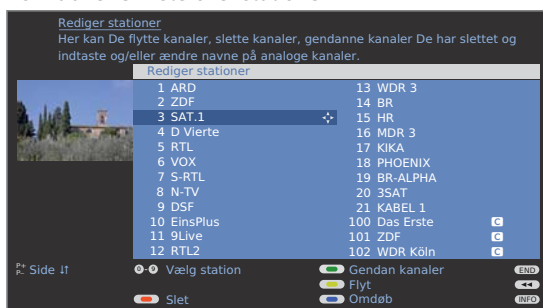 Rediger stationer
Her kan De flytte kanaler, slette kanaler, gendanne kanaler De har slettet og
indtaste og/eller ændre navne på analoge kanaler.
Rediger stationer
1 ARD
2 ZDF
3 SAT.1
4 D Vierte
5 RTL
6 VOX
7 S-RTL
8 N-TV
9 DSF
10 EinsPlus
11 9Live
12 RTL2
13 WDR 3
14 BR
15 HR
16 MDR 3
17 KIKA
18 PHOENIX
19 BR-ALPHA
20 3SAT
21 KABEL 1
100 Das Erste C
101 ZDF C
102 WDR Köln C
P+ P- Side
0-9 Vælg station
Slet
Gendan kanaler END
Flyt
Omdøb INFO